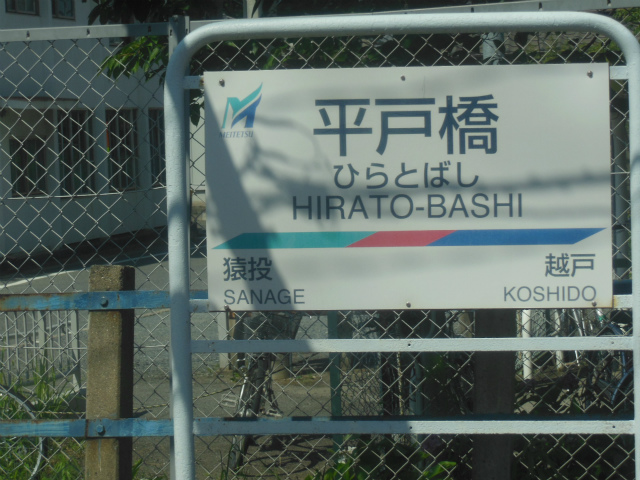 MEITETSU
平戸橋
ひらとばし
HIRATO-BASHI
猿投
SANAGE
越戸
KOSHIDO